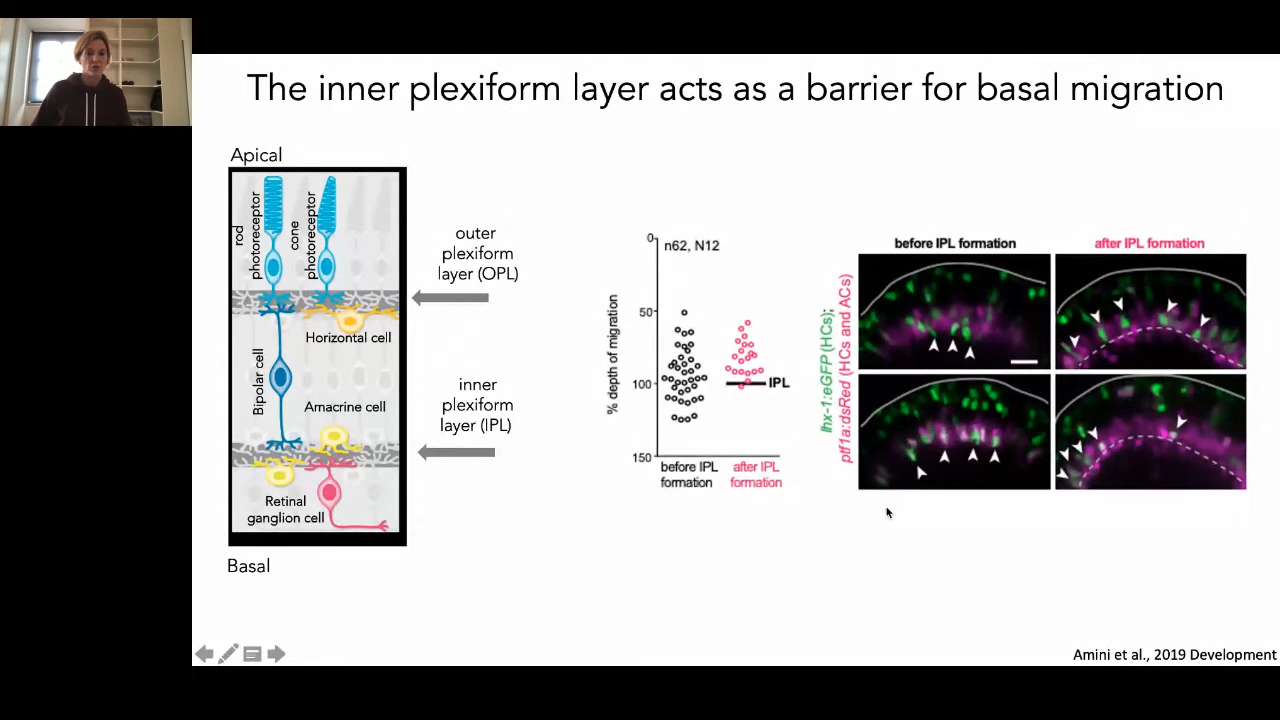 The inner plexiform layer acts as a barrier for basal migration
Apical
rod
photoreceptor
cone
photoreceptor
outer
plexiform
layer (OPL)
Horizontal cell
Bipolar cell
Amacrine cell
inner
plexiform
layer (IPL)
Retinal
ganglion cell
Basal
n62, N12
% depth of migration
0
50
100
150
IPL
before IPL
formation
after IPL
formation
before IPL formation
after IPL formation
lhx-1:eGFP (HCs);
ptf1a:dsRed (HCs and ACs)
Amini et al., 2019 Development